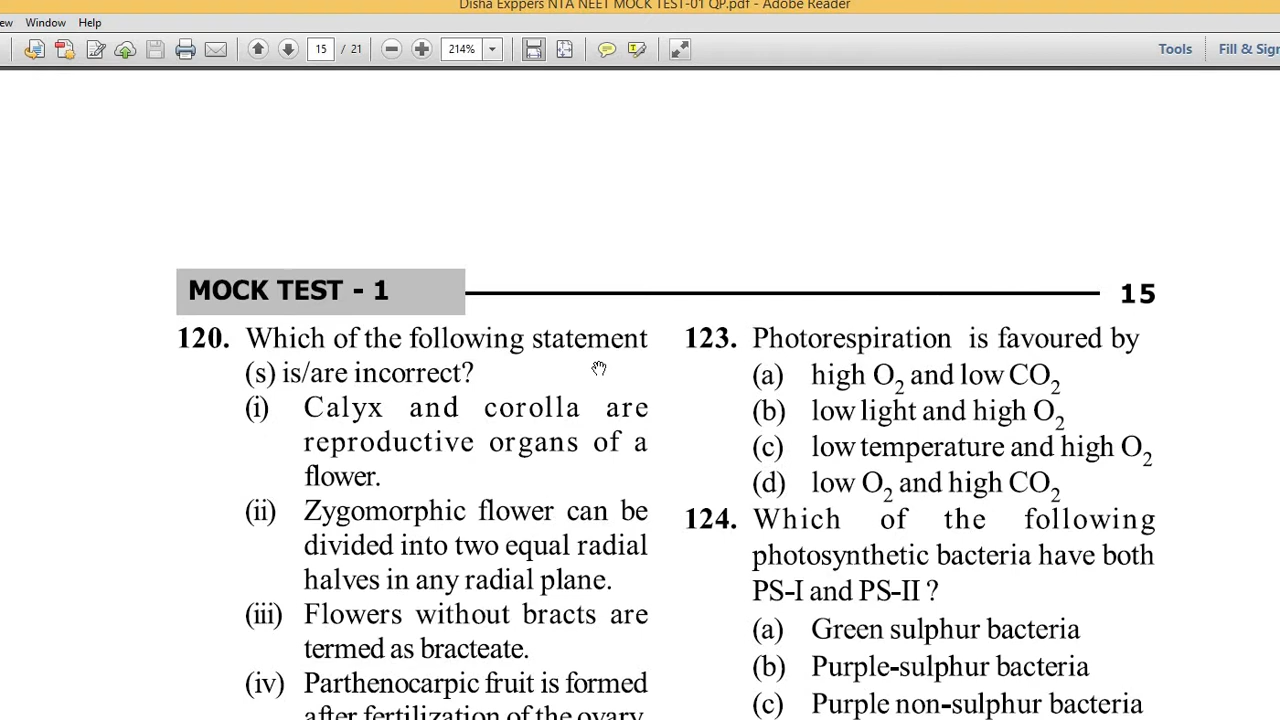 Disha Exppers NTA NEET MOCK TEST-01 QP.pdf - Adobe Reader
ew Window Help
15 / 21 214% Tools Fill & Sign
MOCK TEST - 1 15
120. Which of the following statement
(s) is/are incorrect?
(i) Calyx and corolla are
reproductive organs of a
flower.
(ii) Zygomorphic flower can be
divided into two equal radial
halves in any radial plane.
(iii) Flowers without bracts are
termed as bracteate.
(iv) Parthenocarpic fruit is formed
after fertilization of the ovary
123. Photorespiration is favoured by
(a) high O2 and low CO2
(b) low light and high O2
(c) low temperature and high O2
(d) low O2 and high CO2
124. Which of the following
photosynthetic bacteria have both
PS-I and PS-II ?
(a) Green sulphur bacteria
(b) Purple-sulphur bacteria
(c) Purple non-sulphur bacteria